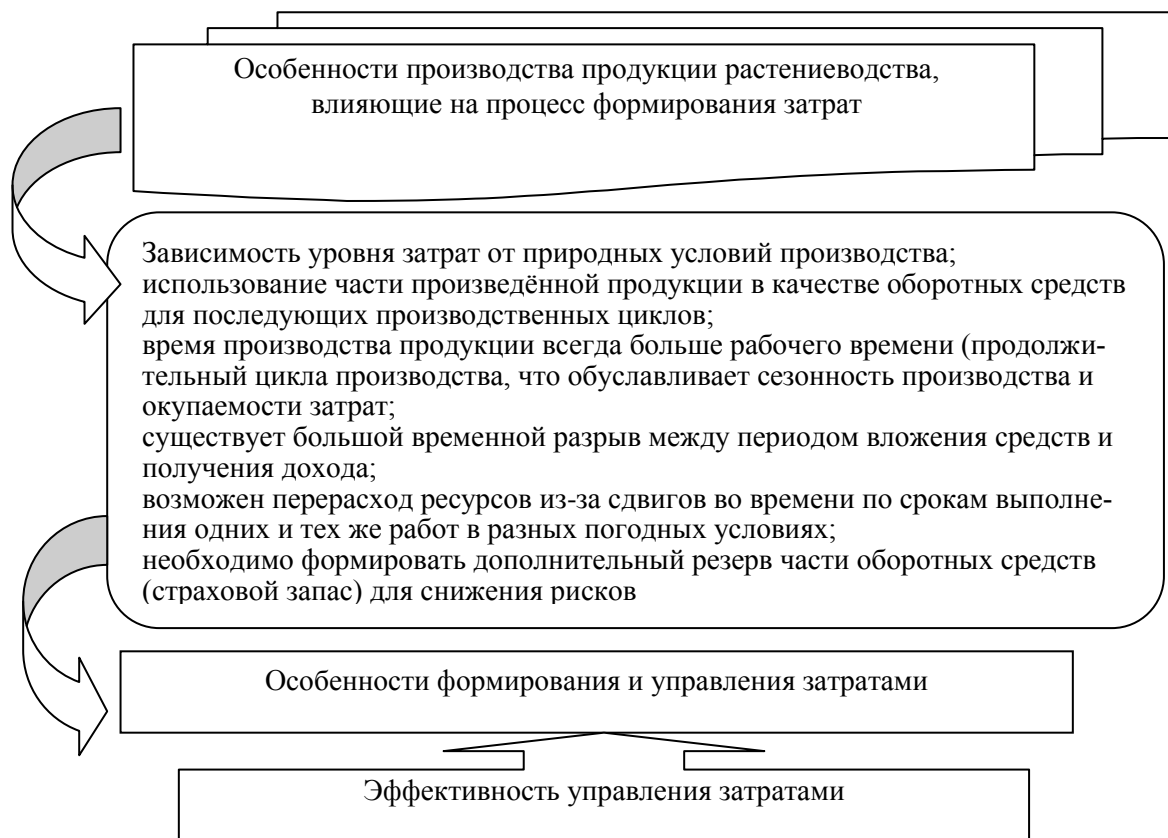 Особенности производства продукции растениеводства,
влияющие на процесс формирования затрат
Зависимость уровня затрат от природных условий производства;
использование части произведённой продукции в качестве оборотных средств
для последующих производственных циклов;
время производства продукции всегда больше рабочего времени (продолжи-
тельный цикла производства, что обуславливает сезонность производства и
окупаемости затрат;
существует большой временной разрыв между периодом вложения средств и
получения дохода;
возможен перерасход ресурсов из-за сдвигов во времени по срокам выполне-
ния одних и тех же работ в разных погодных условиях;
необходимо формировать дополнительный резерв части оборотных средств
(страховой запас) для снижения рисков
Особенности формирования и управления затратами
Эффективность управления затратами